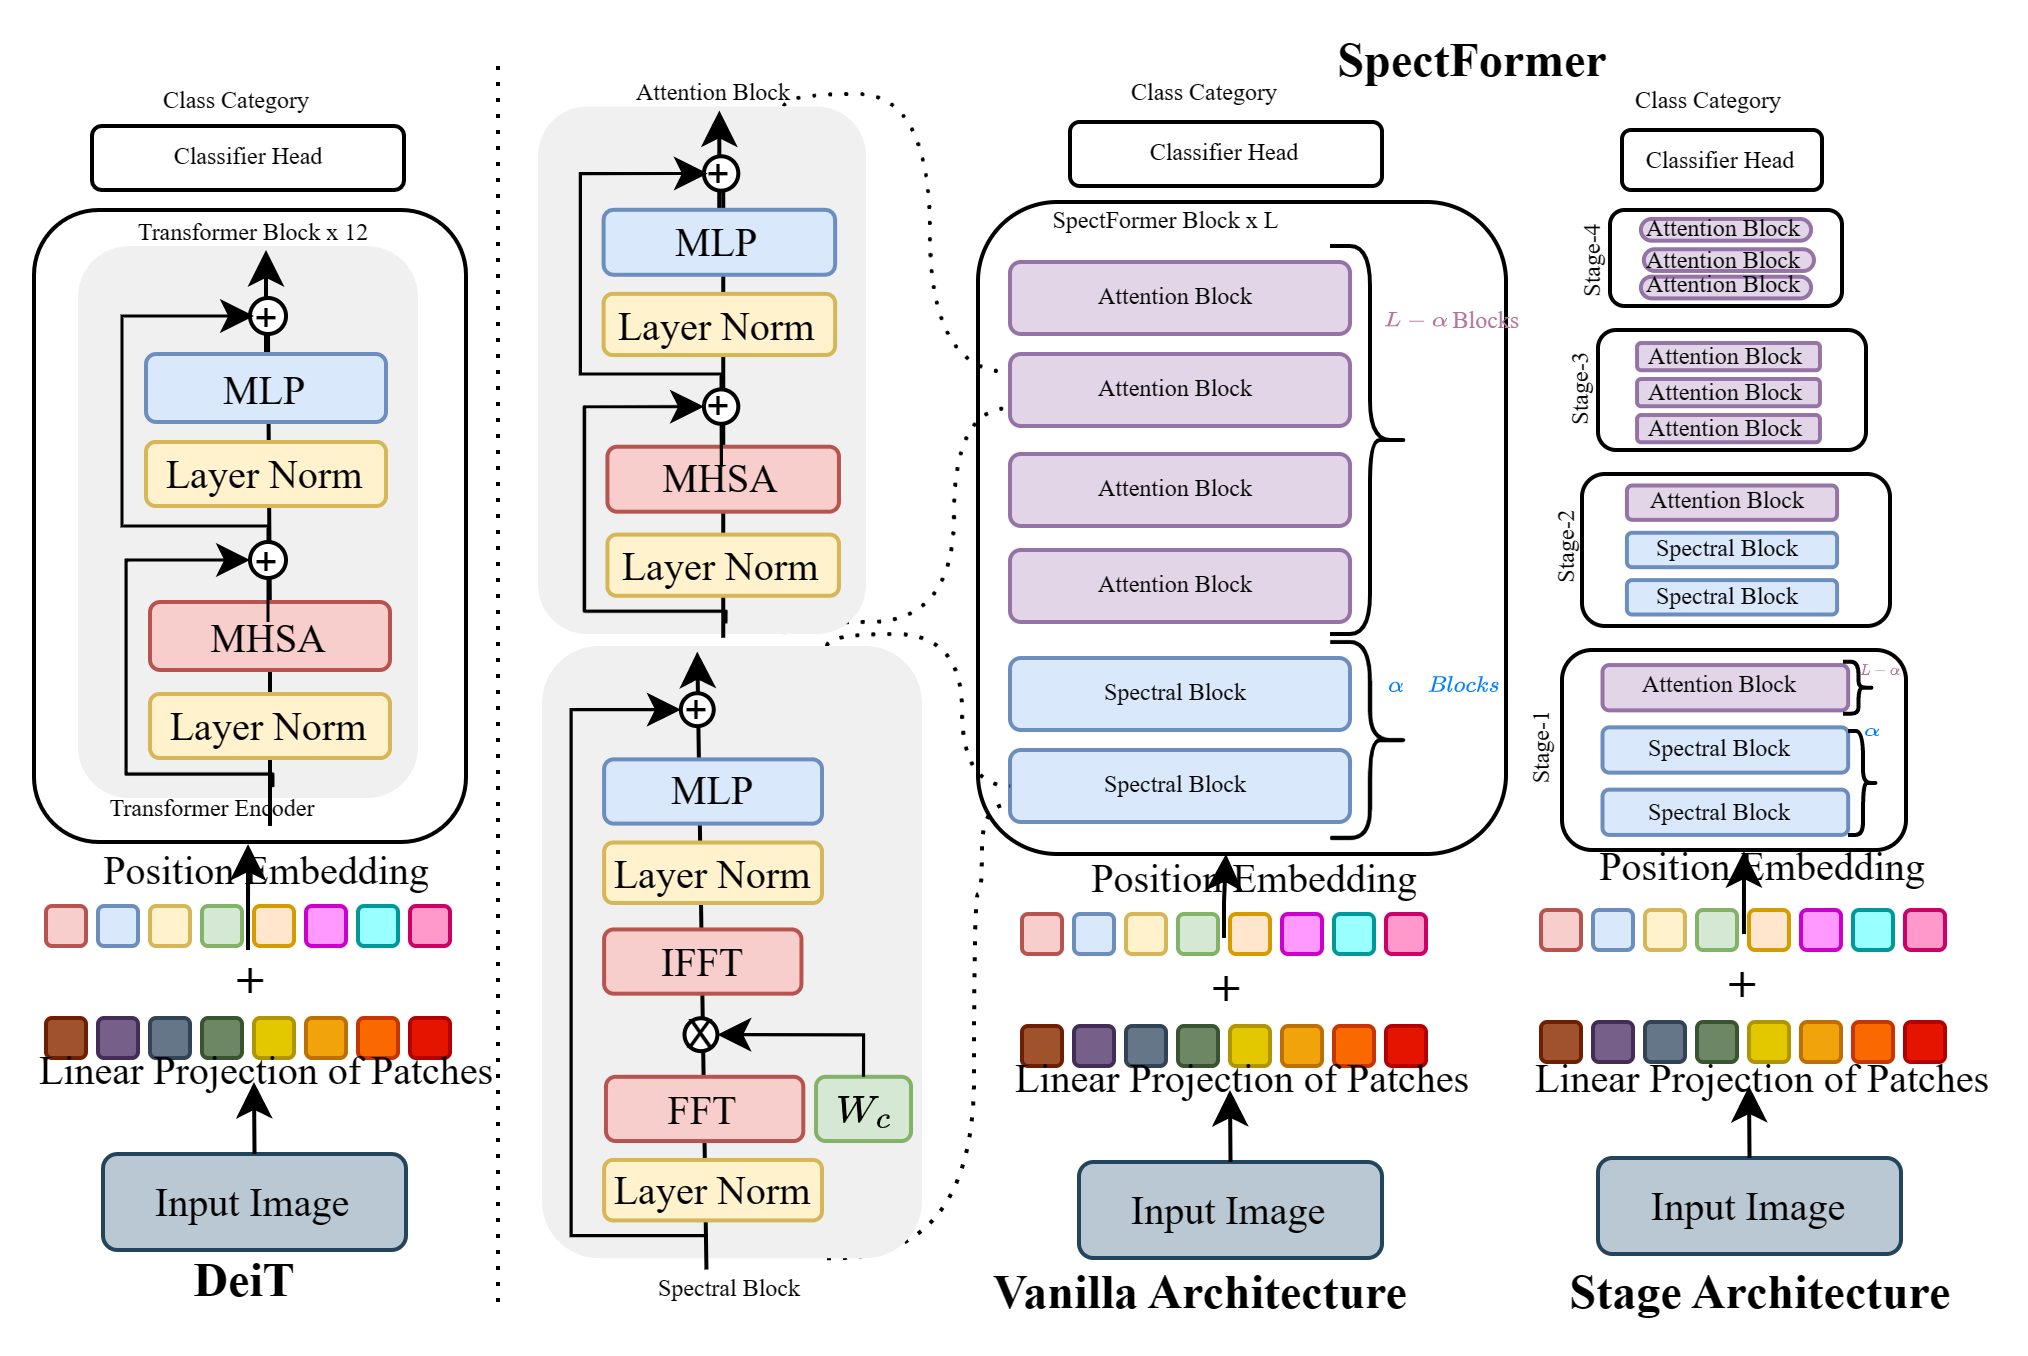 Class Category
Classifier Head
Transformer Block x 12
+
MLP
Layer Norm
+
MHSA
Layer Norm
Transformer Encoder
Position Embedding
+
Linear Projection of Patches
Input Image
DeiT
Attention Block
+
MLP
Layer Norm
+
MHSA
Layer Norm
+
MLP
Layer Norm
IFFT
X
FFT
W_c
Layer Norm
Spectral Block
SpectFormer
Class Category
Classifier Head
SpectFormer Block x L
Attention Block
L − α Blocks
Attention Block
Attention Block
Attention Block
Spectral Block
α Blocks
Spectral Block
Position Embedding
+
Linear Projection of Patches
Input Image
Vanilla Architecture
Class Category
Classifier Head
Stage-4
Attention Block
Attention Block
Attention Block
Stage-3
Attention Block
Attention Block
Attention Block
Stage-2
Attention Block
Spectral Block
Spectral Block
Stage-1
Attention Block
L − α
Spectral Block
α
Spectral Block
Position Embedding
+
Linear Projection of Patches
Input Image
Stage Architecture